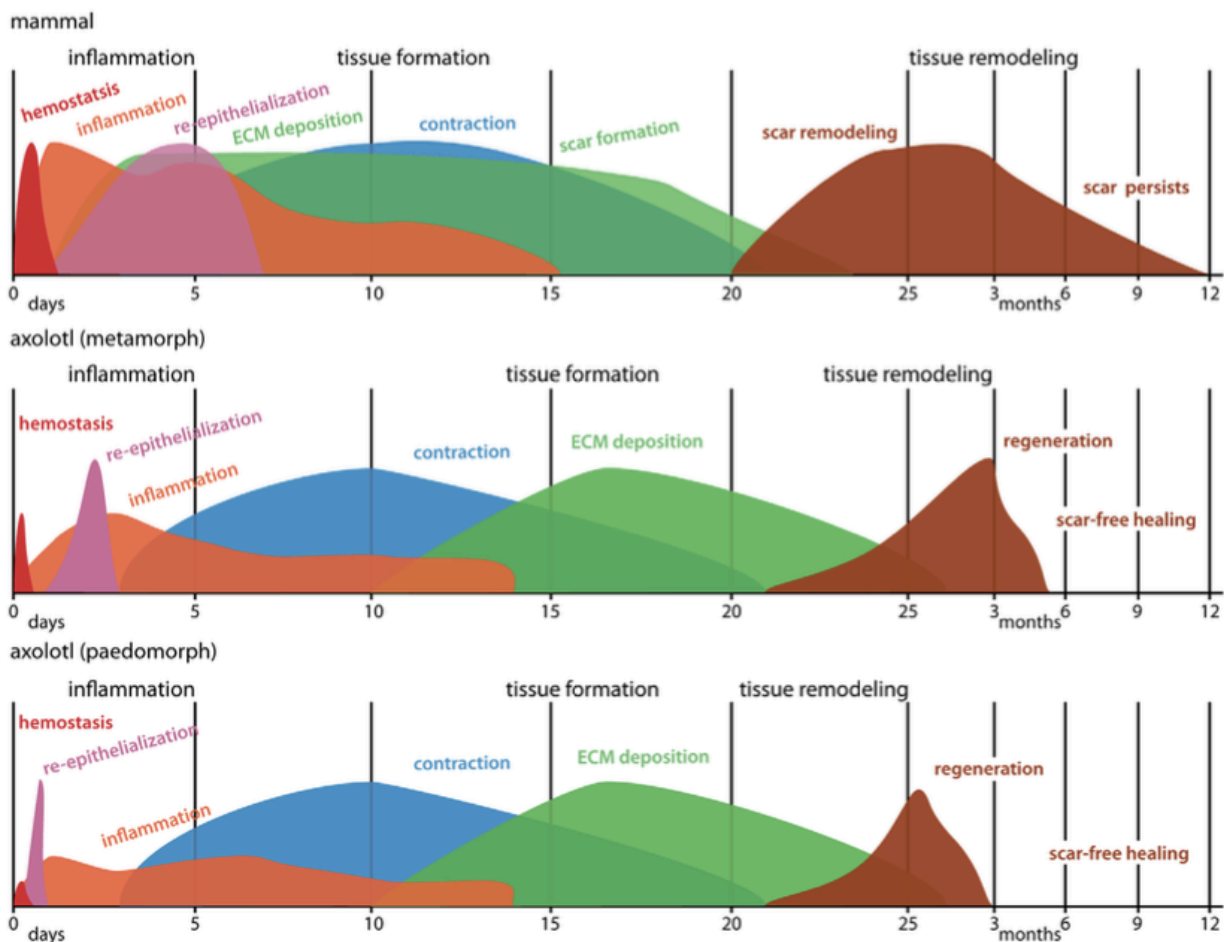 mammal
inflammation tissue formation tissue remodeling
hemostatsis
inflammation
re-epithelialization
ECM deposition
contraction
scar formation
scar remodeling
scar persists
0 5 10 15 20 25 3 6 9 12
days months
axolotl (metamorph)
inflammation tissue formation tissue remodeling
hemostasis
re-epithelialization
inflammation
contraction
ECM deposition
regeneration
scar-free healing
0 5 10 15 20 25 3 6 9 12
days months
axolotl (paedomorph)
inflammation tissue formation tissue remodeling
hemostasis
re-epithelialization
inflammation
contraction
ECM deposition
regeneration
scar-free healing
0 5 10 15 20 25 3 6 9 12
days months